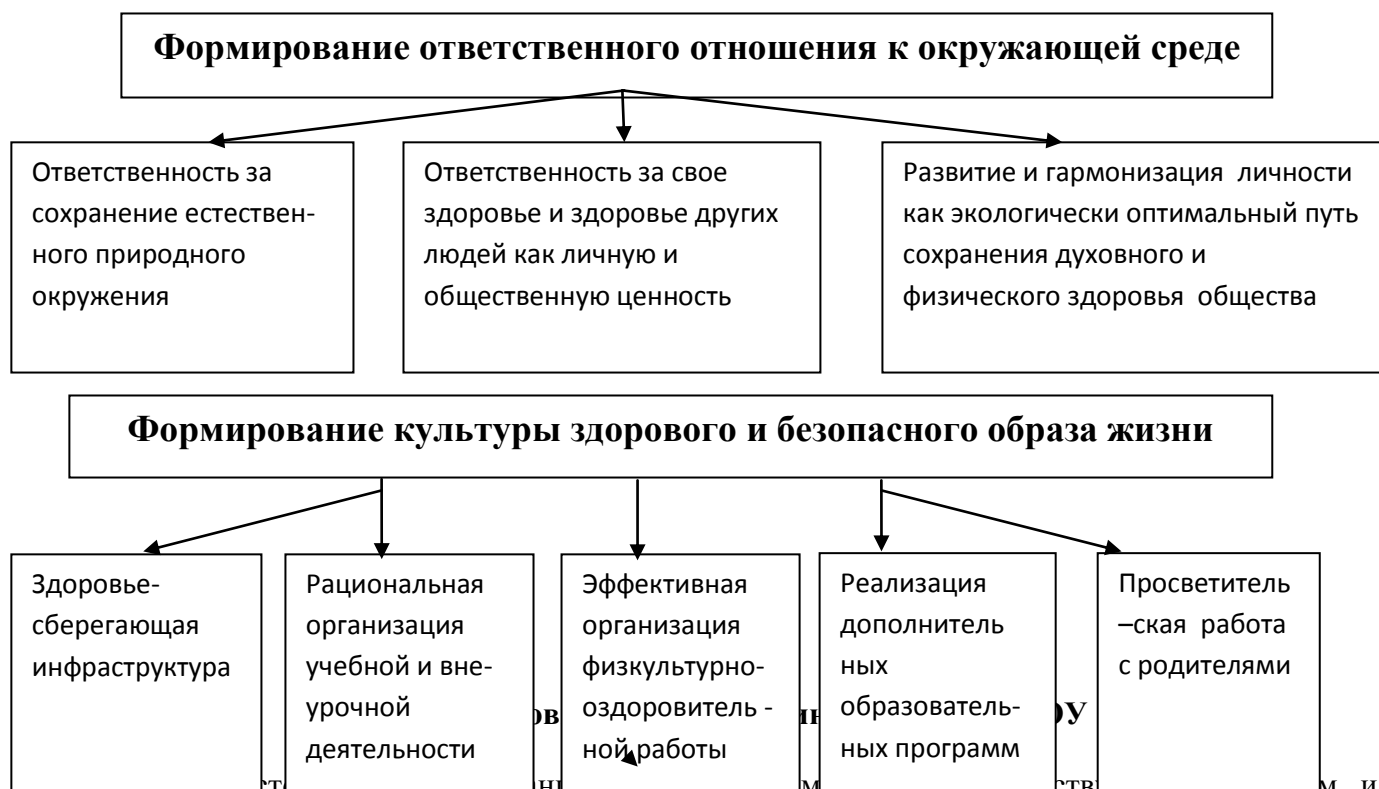 Формирование ответственного отношения к окружающей среде
Ответственность за
сохранение естествен-
ного природного
окружения
Ответственность за свое
здоровье и здоровье других
людей как личную и
общественную ценность
Развитие и гармонизация личности
как экологически оптимальный путь
сохранения духовного и
физического здоровья общества
Формирование культуры здорового и безопасного образа жизни
Здоровье-
сберегающая
инфраструктура
Рациональная
организация
учебной и вне-
урочной
деятельности
Эффективная
организация
физкультурно-
оздоровитель -
ной работы
Реализация
дополнитель
ных
образователь-
ных программ
Просветитель
–ская работа
с родителями